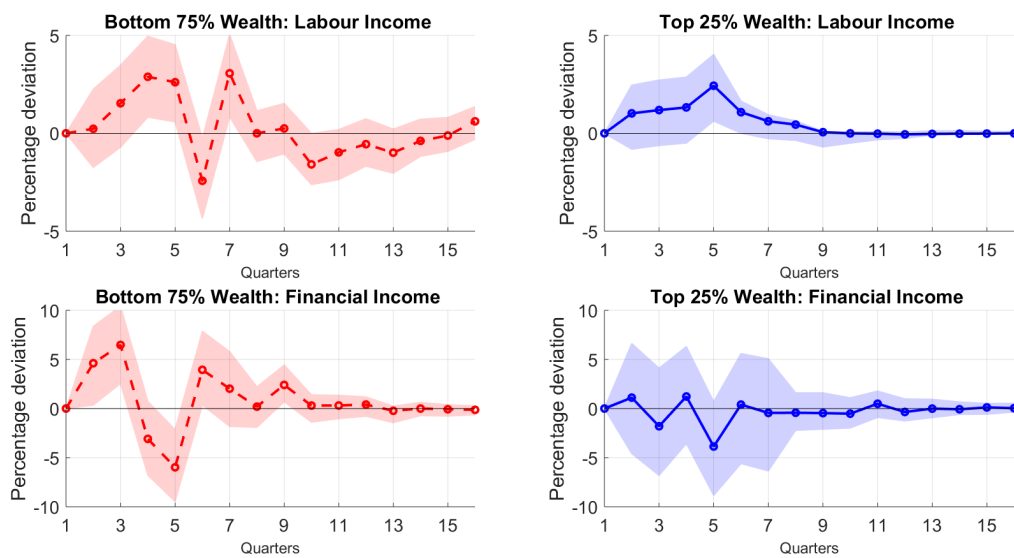 Bottom 75% Wealth: Labour Income
Percentage deviation
5
0
-5
1 3 5 7 9 11 13 15
Quarters
Top 25% Wealth: Labour Income
Percentage deviation
5
0
-5
1 3 5 7 9 11 13 15
Quarters
Bottom 75% Wealth: Financial Income
Percentage deviation
10
5
0
-5
-10
1 3 5 7 9 11 13 15
Quarters
Top 25% Wealth: Financial Income
Percentage deviation
10
5
0
-5
-10
1 3 5 7 9 11 13 15
Quarters